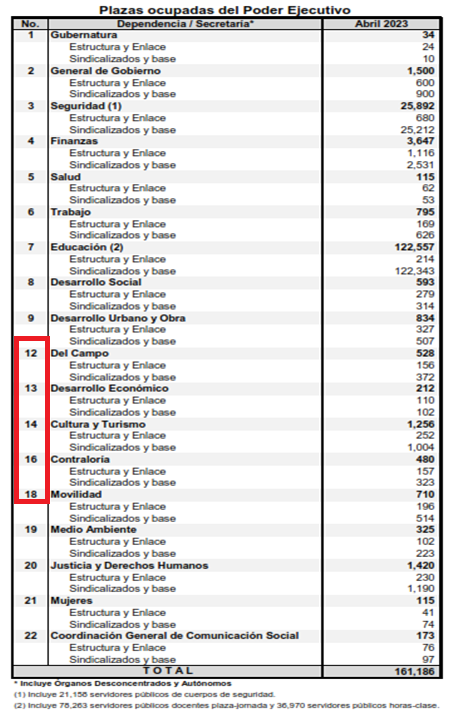 Plazas ocupadas del Poder Ejecutivo
No. Dependencia / Secretaría* Abril 2023
1 Gubernatura 34
Estructura y Enlace 24
Sindicalizados y base 10
2 General de Gobierno 1,500
Estructura y Enlace 600
Sindicalizados y base 900
3 Seguridad (1) 25,892
Estructura y Enlace 680
Sindicalizados y base 25,212
4 Finanzas 3,647
Estructura y Enlace 1,116
Sindicalizados y base 2,531
5 Salud 115
Estructura y Enlace 62
Sindicalizados y base 53
6 Trabajo 795
Estructura y Enlace 169
Sindicalizados y base 626
7 Educación (2) 122,557
Estructura y Enlace 214
Sindicalizados y base 122,343
8 Desarrollo Social 593
Estructura y Enlace 279
Sindicalizados y base 314
9 Desarrollo Urbano y Obra 834
Estructura y Enlace 327
Sindicalizados y base 507
12 Del Campo 528
Estructura y Enlace 156
Sindicalizados y base 372
13 Desarrollo Económico 212
Estructura y Enlace 110
Sindicalizados y base 102
14 Cultura y Turismo 1,256
Estructura y Enlace 252
Sindicalizados y base 1,004
16 Contraloría 480
Estructura y Enlace 157
Sindicalizados y base 323
18 Movilidad 710
Estructura y Enlace 196
Sindicalizados y base 514
19 Medio Ambiente 325
Estructura y Enlace 102
Sindicalizados y base 223
20 Justicia y Derechos Humanos 1,420
Estructura y Enlace 230
Sindicalizados y base 1,190
21 Mujeres 115
Estructura y Enlace 41
Sindicalizados y base 74
22 Coordinación General de Comunicación Social 173
Estructura y Enlace 76
Sindicalizados y base 97
T O T A L 161,186
* Incluye Órganos Desconcentrados y Autónomos
(1) Incluye 21,158 servidores públicos de cuerpos de seguridad.
(2) Incluye 78,263 servidores públicos docentes plaza-jornada y 36,970 servidores públicos horas-clase.